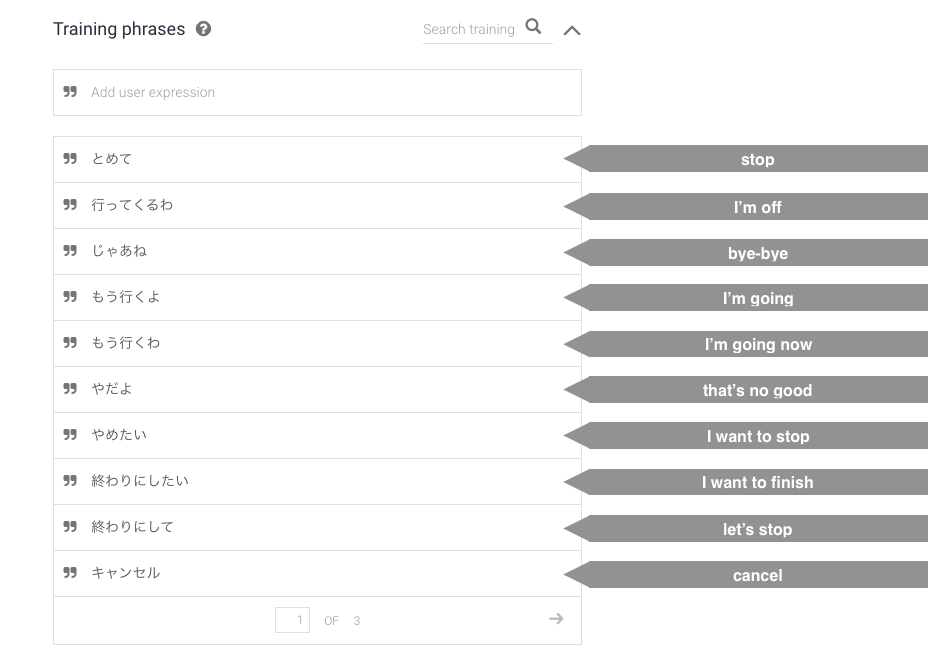 Training phrases
Search training
Add user expression
とめて
stop
行ってくるわ
I'm off
じゃあね
bye-bye
もう行くよ
I'm going
もう行くわ
I'm going now
やだよ
that's no good
やめたい
I want to stop
終わりにしたい
I want to finish
終わりにして
let's stop
キャンセル
cancel
1 OF 3